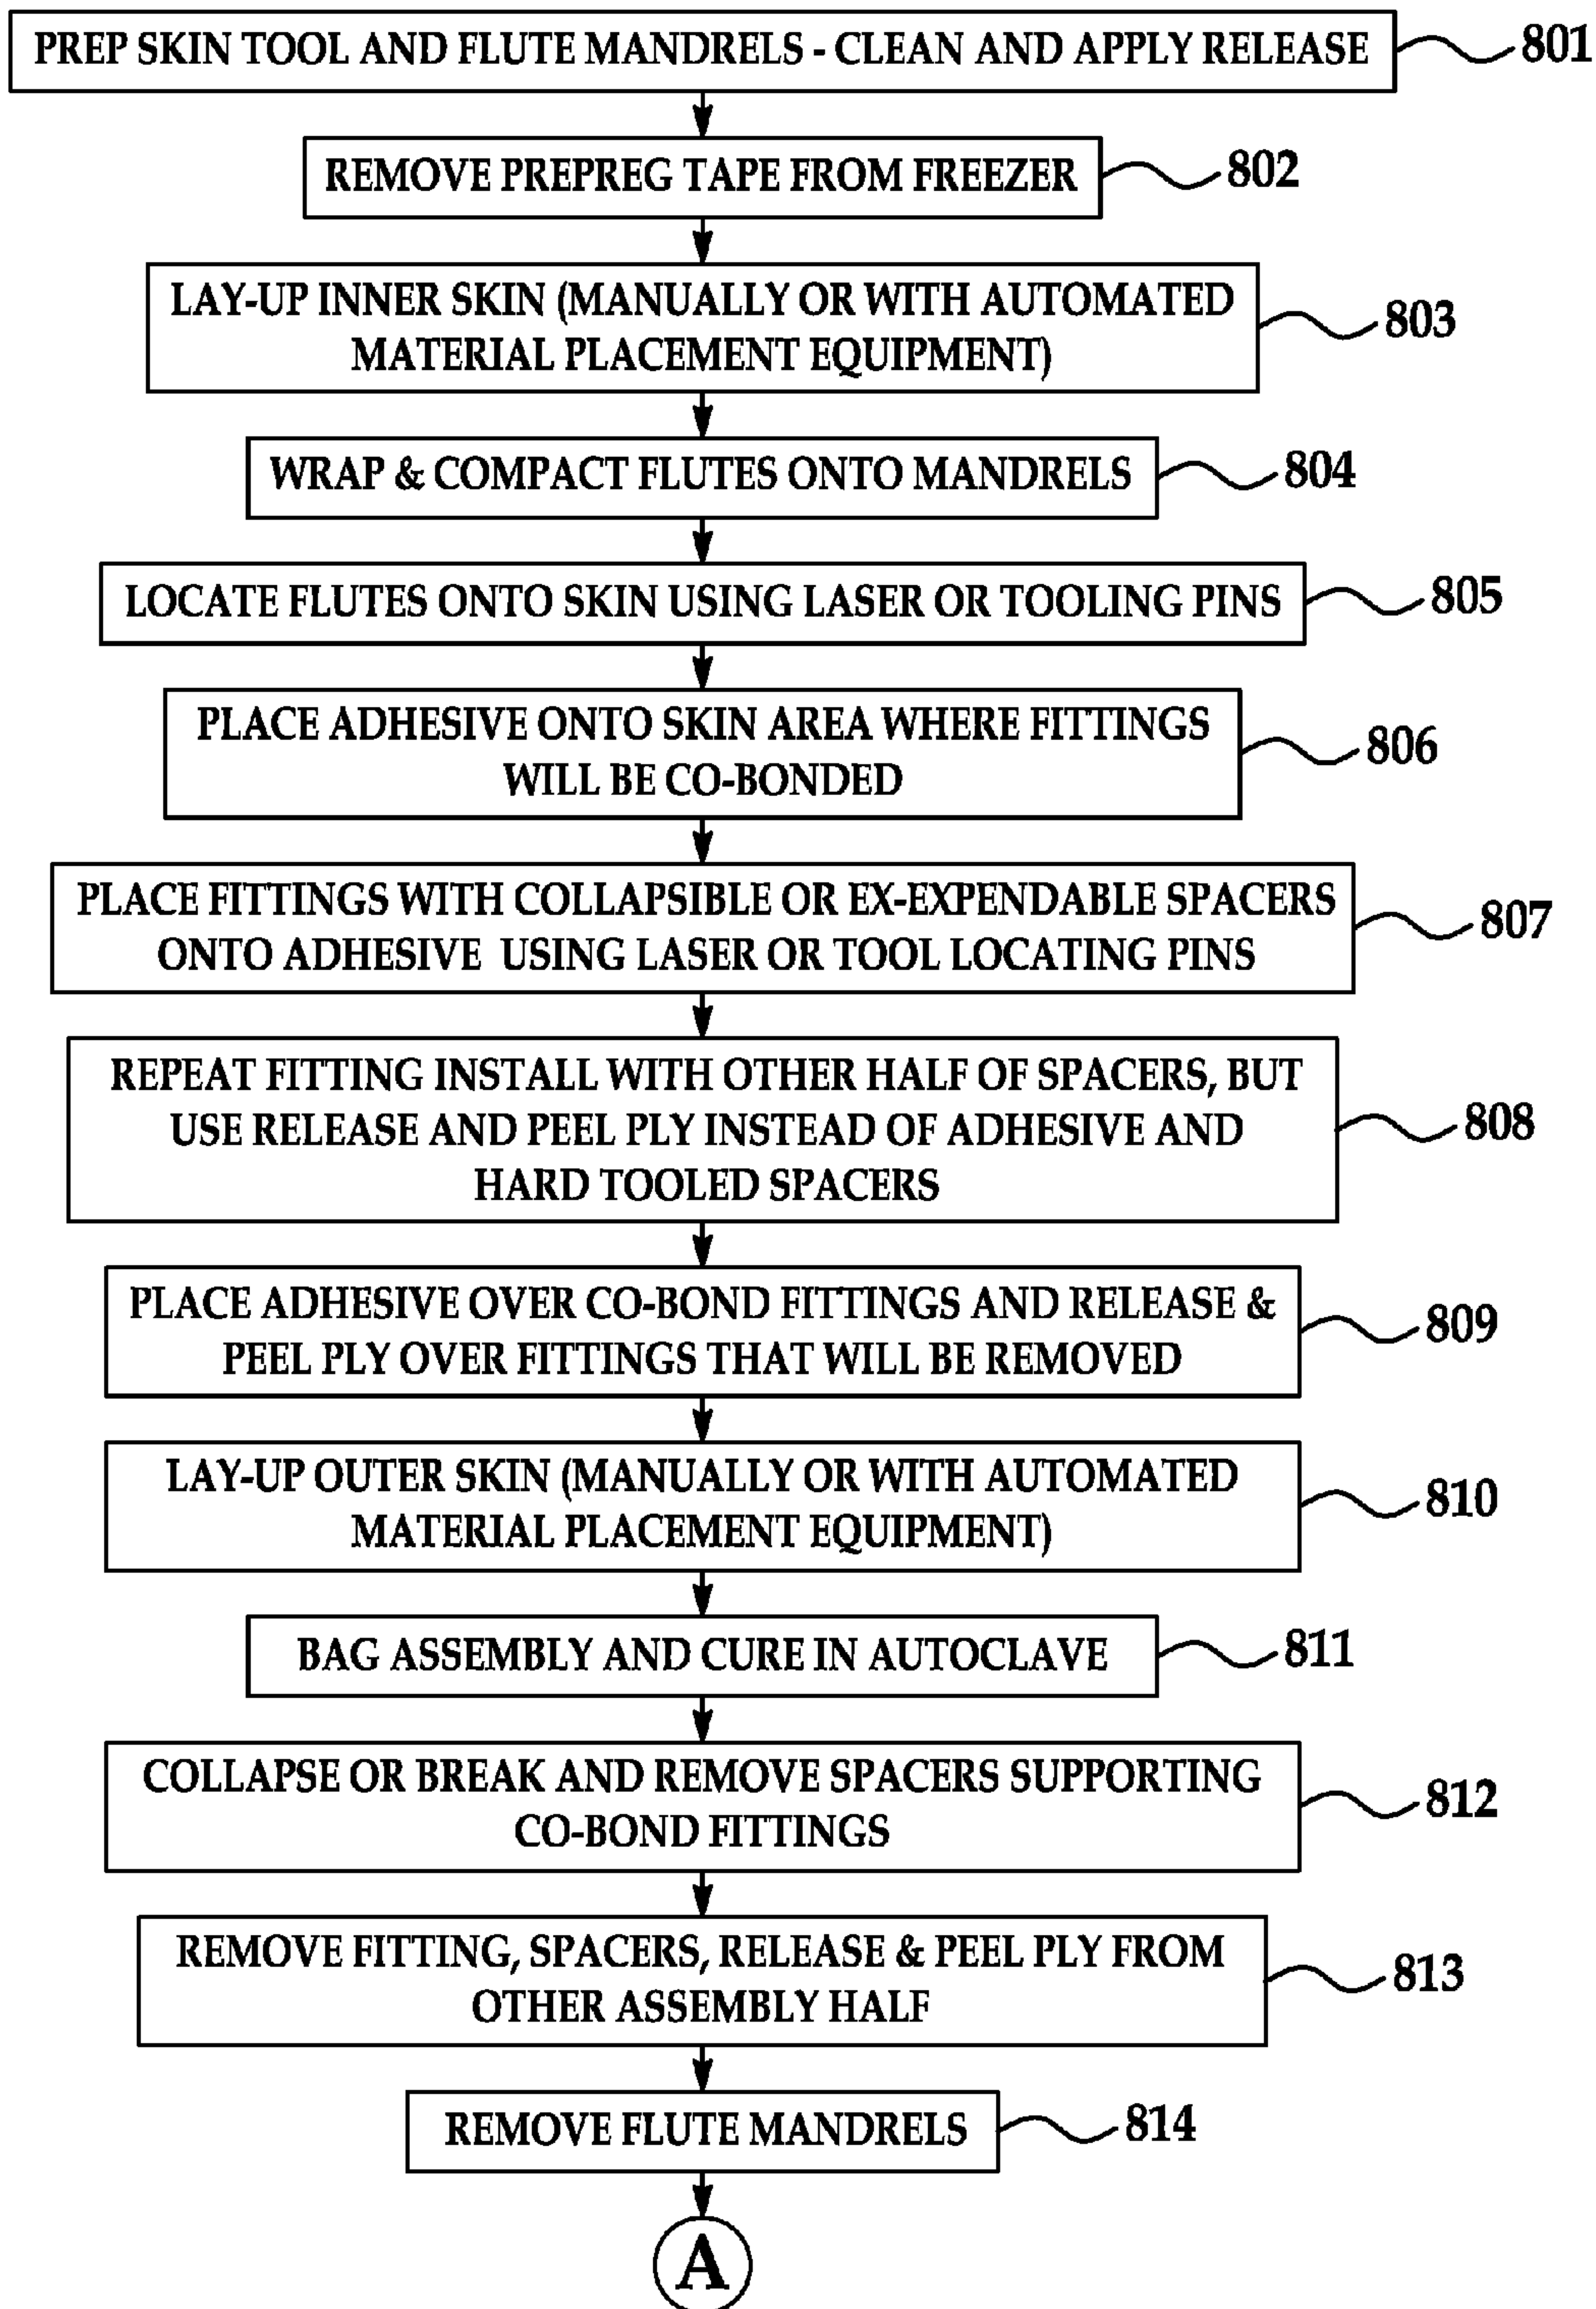 PREP SKIN TOOL AND FLUTE MANDRELS - CLEAN AND APPLY RELEASE
801
REMOVE PREPREG TAPE FROM FREEZER
802
LAY-UP INNER SKIN (MANUALLY OR WITH AUTOMATED
MATERIAL PLACEMENT EQUIPMENT)
803
WRAP & COMPACT FLUTES ONTO MANDRELS
804
LOCATE FLUTES ONTO SKIN USING LASER OR TOOLING PINS
805
PLACE ADHESIVE ONTO SKIN AREA WHERE FITTINGS
WILL BE CO-BONDED
806
PLACE FITTINGS WITH COLLAPSIBLE OR EX-EXPENDABLE SPACERS
ONTO ADHESIVE USING LASER OR TOOL LOCATING PINS
807
REPEAT FITTING INSTALL WITH OTHER HALF OF SPACERS, BUT
USE RELEASE AND PEEL PLY INSTEAD OF ADHESIVE AND
HARD TOOLED SPACERS
808
PLACE ADHESIVE OVER CO-BOND FITTINGS AND RELEASE &
PEEL PLY OVER FITTINGS THAT WILL BE REMOVED
809
LAY-UP OUTER SKIN (MANUALLY OR WITH AUTOMATED
MATERIAL PLACEMENT EQUIPMENT)
810
BAG ASSEMBLY AND CURE IN AUTOCLAVE
811
COLLAPSE OR BREAK AND REMOVE SPACERS SUPPORTING
CO-BOND FITTINGS
812
REMOVE FITTING, SPACERS, RELEASE & PEEL PLY FROM
OTHER ASSEMBLY HALF
813
REMOVE FLUTE MANDRELS
814
A